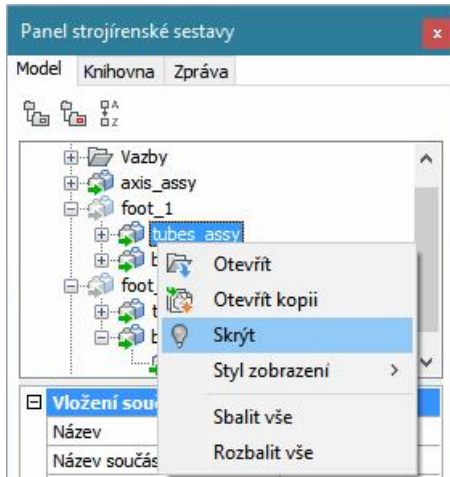 Panel strojírenské sestavy
x
Model Knihovna Zpráva
Vazby
axis_assy
foot_1
tubes_assy
b
Otevřít
foot_
Otevřít kopii
t
b
Skrýt
Styl zobrazení >
Vložení sou
Sbalit vše
Název
Název součás
Rozbalit vše